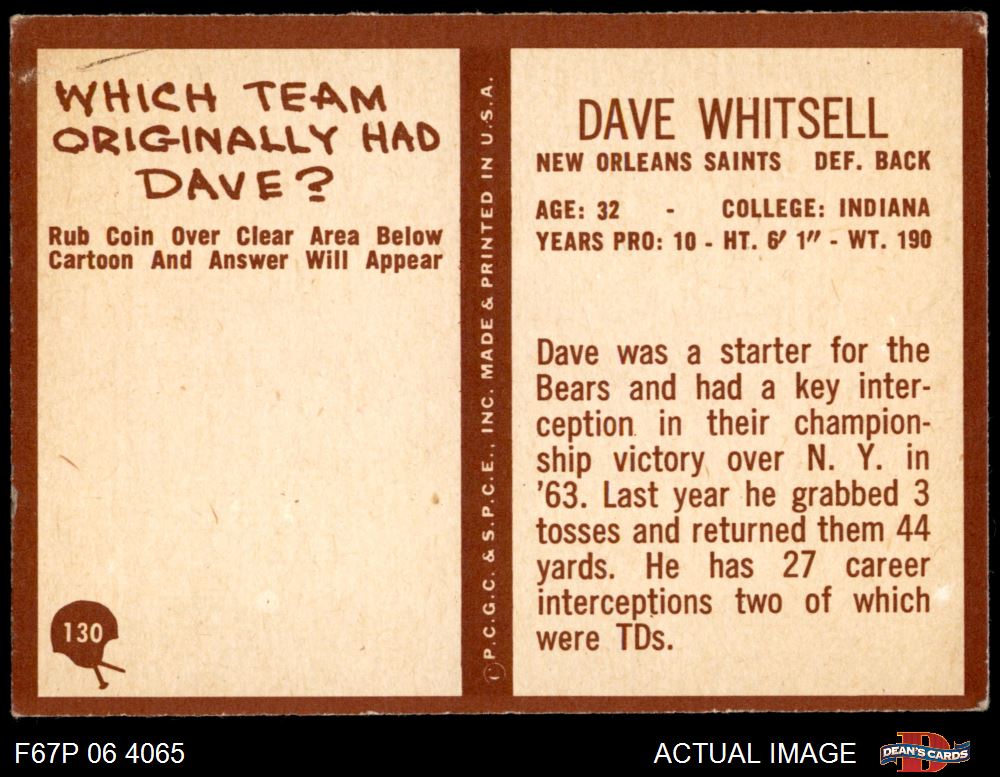 WHICH TEAM
ORIGINALLY HAD
DAVE?
Rub Coin Over Clear Area Below
Cartoon And Answer Will Appear
130
© P.C.G.C. & S.P.C.E., INC. MADE & PRINTED IN U.S.A.
DAVE WHITSELL
NEW ORLEANS SAINTS DEF. BACK
AGE: 32 - COLLEGE: INDIANA
YEARS PRO: 10 - HT. 6' 1" - WT. 190
Dave was a starter for the
Bears and had a key inter-
ception in their champion-
ship victory over N. Y. in
'63. Last year he grabbed 3
tosses and returned them 44
yards. He has 27 career
interceptions two of which
were TDs.
F67P 06 4065
ACTUAL IMAGE
D
DEAN'S CARDS